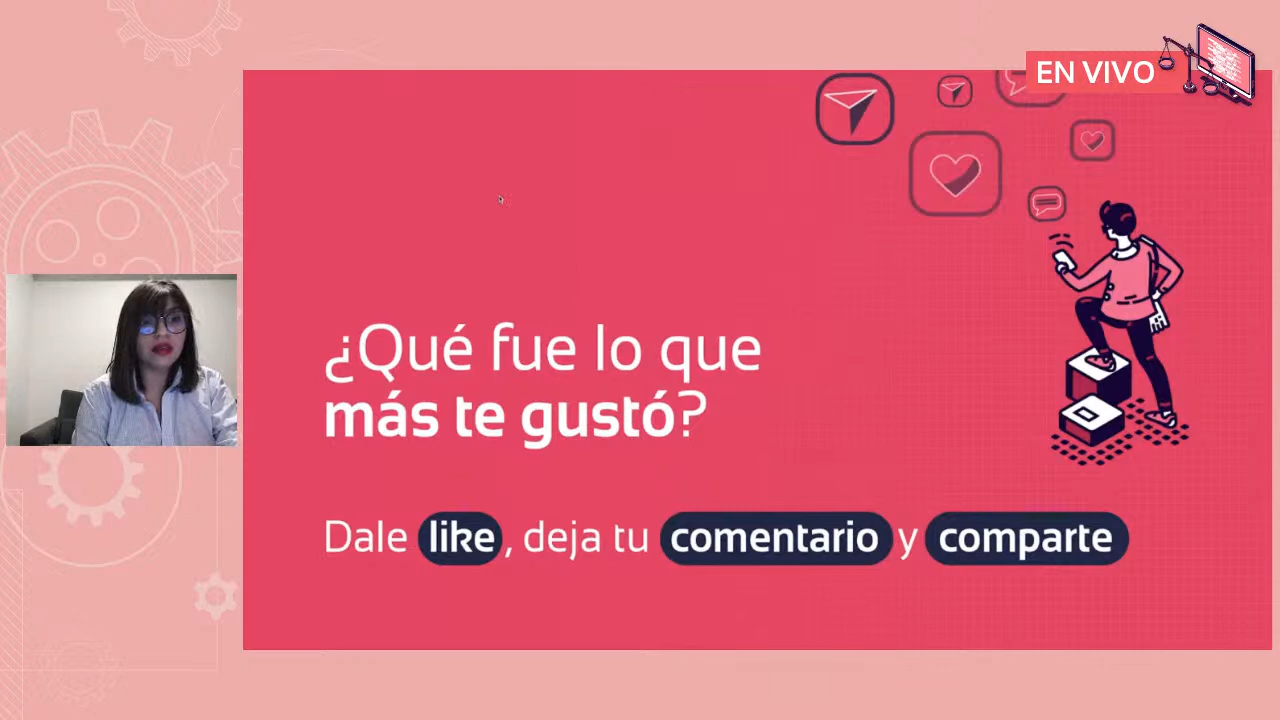 EN VIVO
¿Qué fue lo que
más te gustó?
Dale like, deja tu comentario y comparte